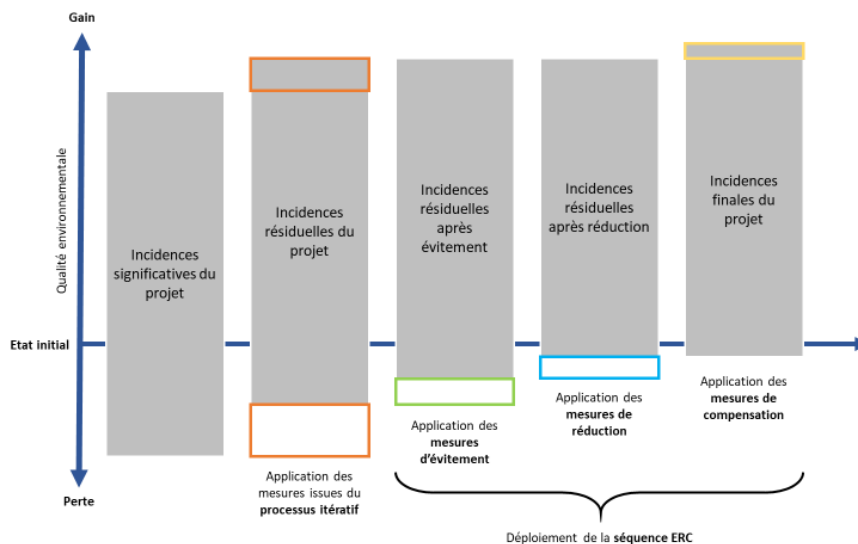 Gain
Qualité environnementale
Etat initial
Perte
Incidences
significatives du
projet
Incidences
résiduelles du
projet
Incidences
résiduelles
après
évitement
Incidences
résiduelles
après réduction
Incidences
finales du
projet
Application des
mesures issues du
processus itératif
Application des
mesures
d’évitement
Application des
mesures de
réduction
Application des
mesures de
compensation
Déploiement de la séquence ERC